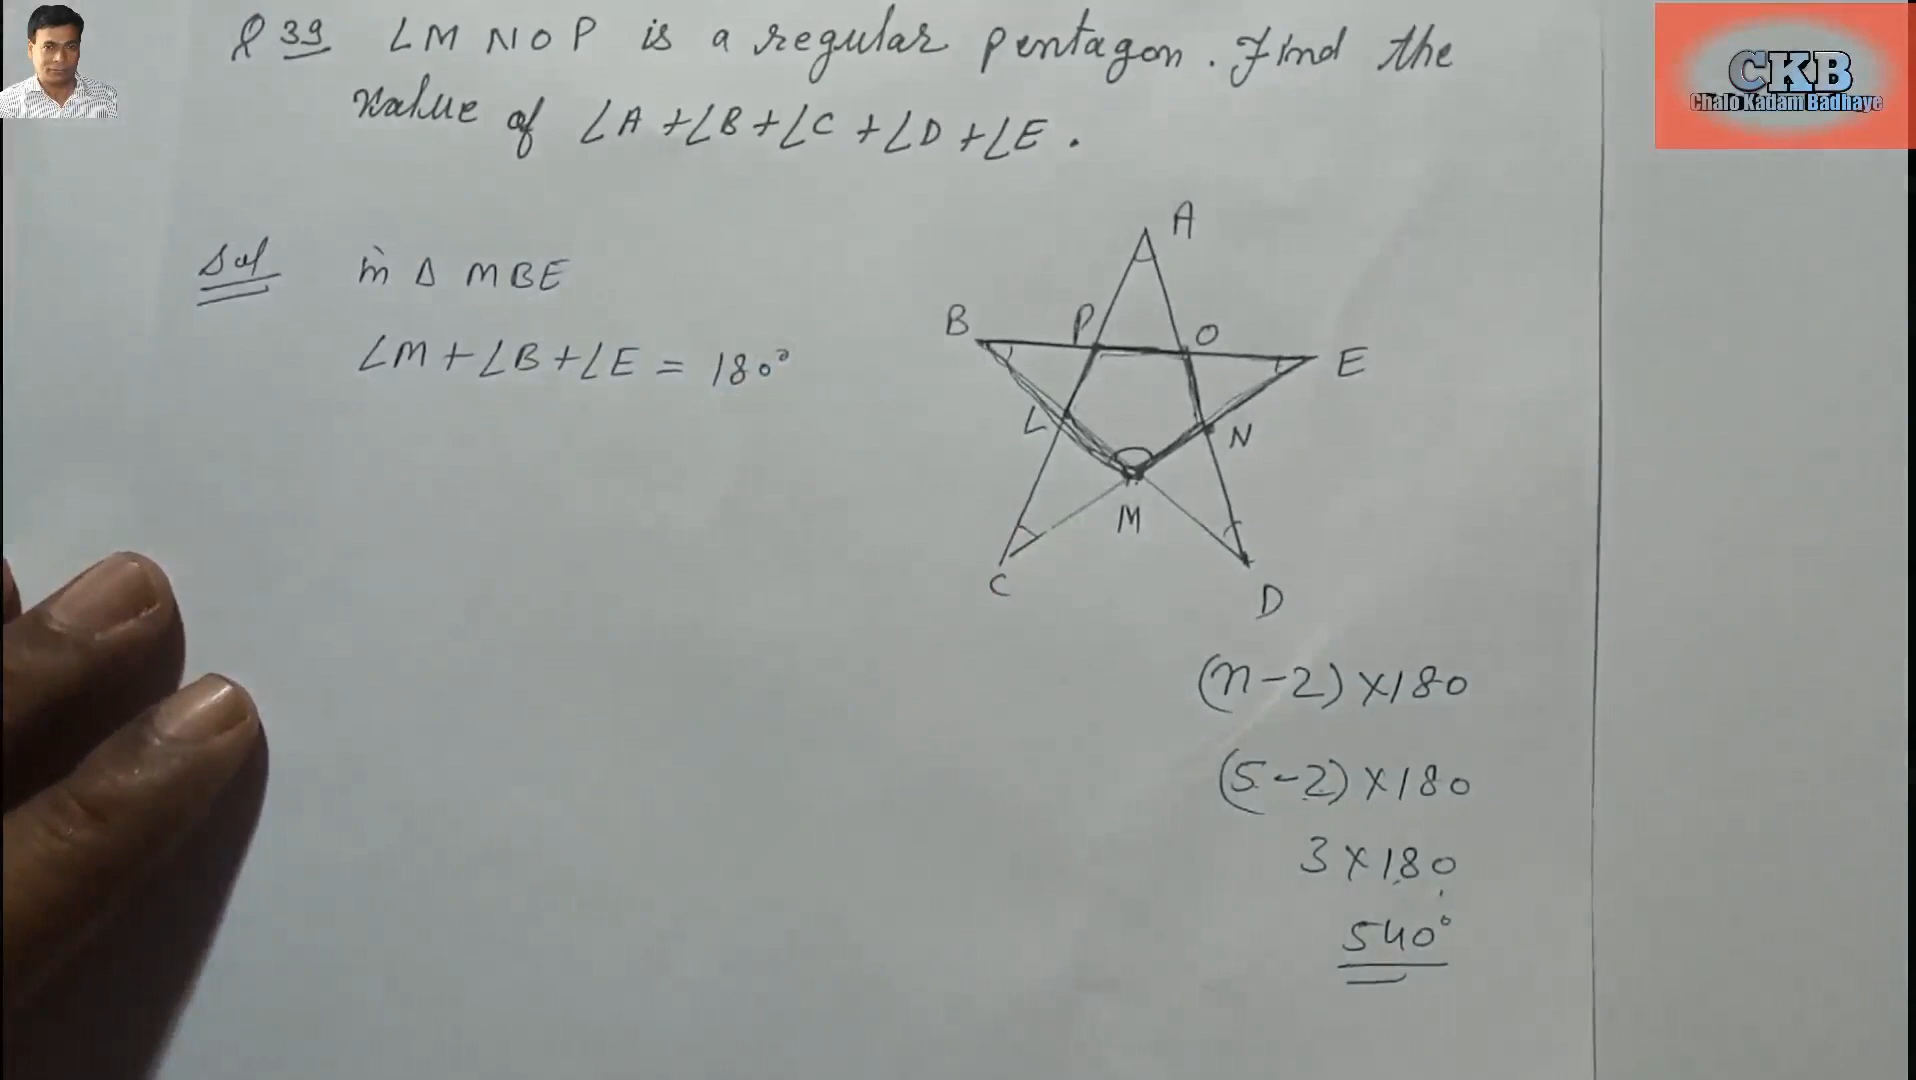 Q 39 LMNOP is a regular pentagon. Find the
value of ∠A+∠B+∠C+∠D+∠E.
CKB
Chalo Kadam Badhaye
Sol in Δ MBE
∠M+∠B+∠E = 180°
A
B
P
O
E
L
N
M
C
D
(n-2)×180
(5-2)×180
3×180
540°